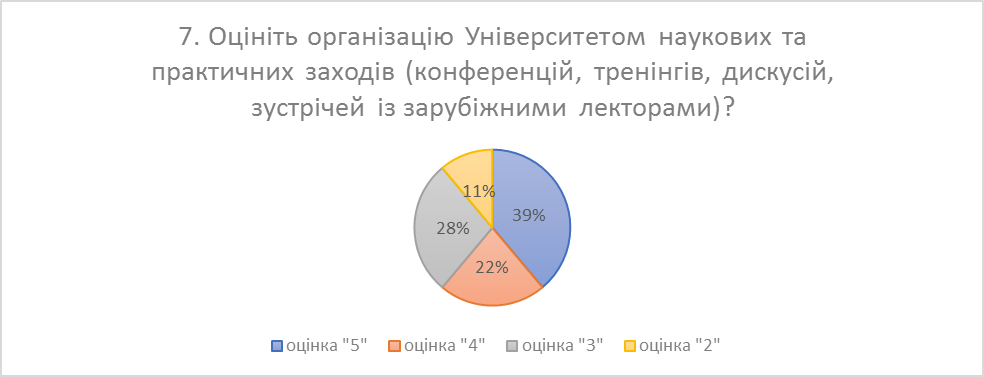 7. Оцініть організацію Університетом наукових та
практичних заходів (конференцій, тренінгів, дискусій,
зустрічей із зарубіжними лекторами)?
11%
39%
28%
22%
оцінка "5" оцінка "4" оцінка "3" оцінка "2"